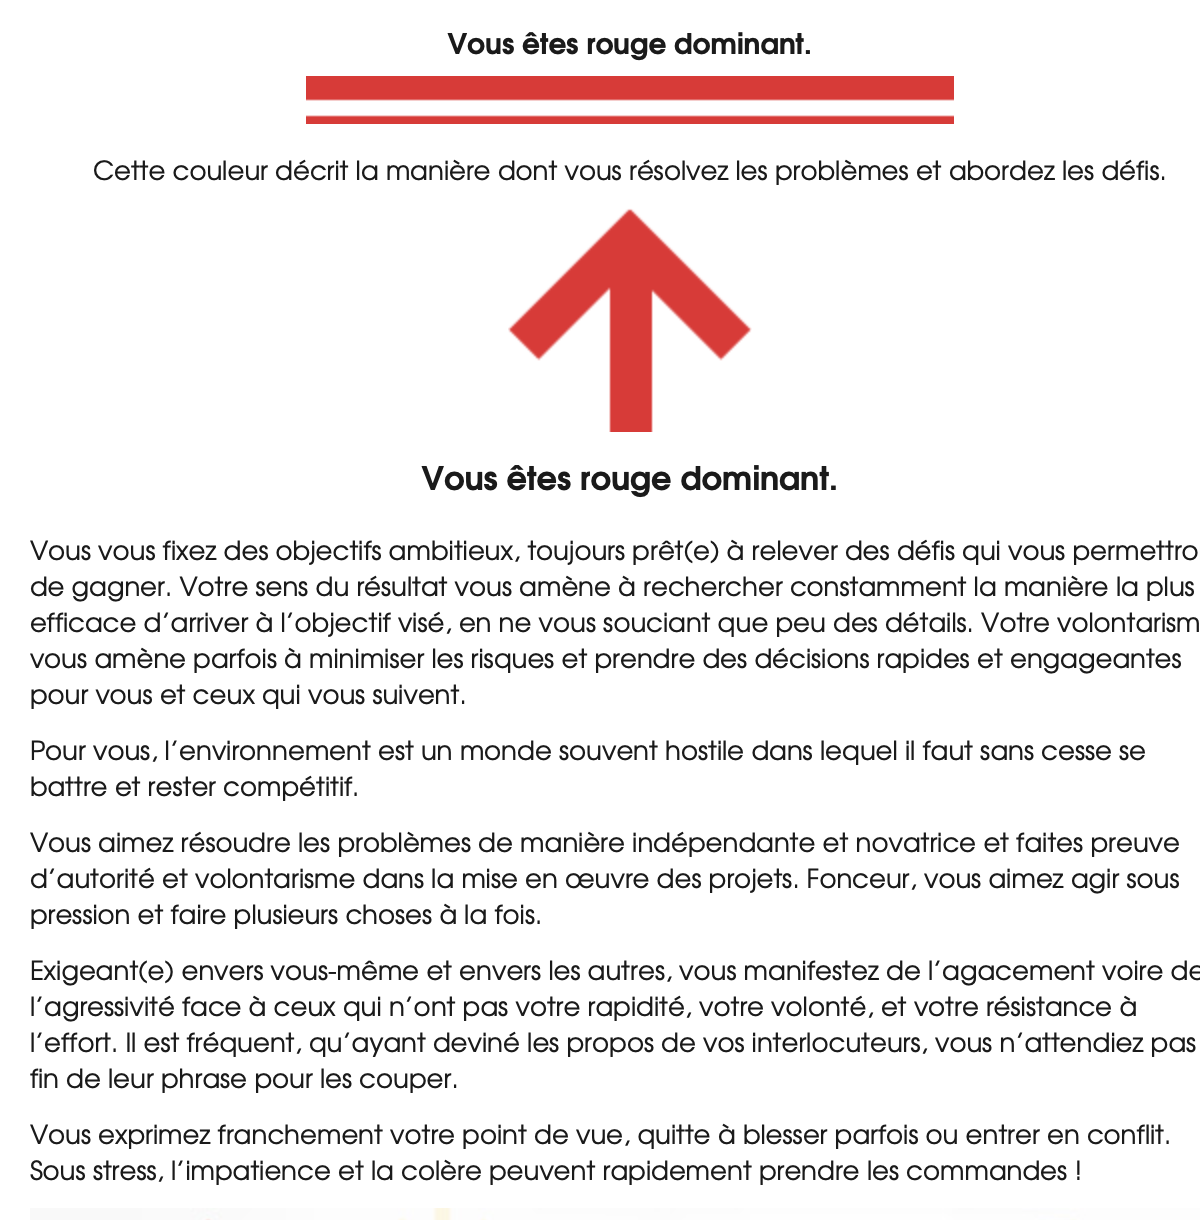 Vous êtes rouge dominant.
Cette couleur décrit la manière dont vous résolvez les problèmes et abordez les défis.
Vous êtes rouge dominant.
Vous vous fixez des objectifs ambitieux, toujours prêt(e) à relever des défis qui vous permettro
de gagner. Votre sens du résultat vous amène à rechercher constamment la manière la plus
efficace d’arriver à l’objectif visé, en ne vous souciant que peu des détails. Votre volontarism
vous amène parfois à minimiser les risques et prendre des décisions rapides et engageantes
pour vous et ceux qui vous suivent.
Pour vous, l’environnement est un monde souvent hostile dans lequel il faut sans cesse se
battre et rester compétitif.
Vous aimez résoudre les problèmes de manière indépendante et novatrice et faites preuve
d’autorité et volontarisme dans la mise en œuvre des projets. Fonceur, vous aimez agir sous
pression et faire plusieurs choses à la fois.
Exigeant(e) envers vous-même et envers les autres, vous manifestez de l’agacement voire de
l’agressivité face à ceux qui n’ont pas votre rapidité, votre volonté, et votre résistance à
l’effort. Il est fréquent, qu’ayant deviné les propos de vos interlocuteurs, vous n’attendiez pas
fin de leur phrase pour les couper.
Vous exprimez franchement votre point de vue, quitte à blesser parfois ou entrer en conflit.
Sous stress, l’impatience et la colère peuvent rapidement prendre les commandes !